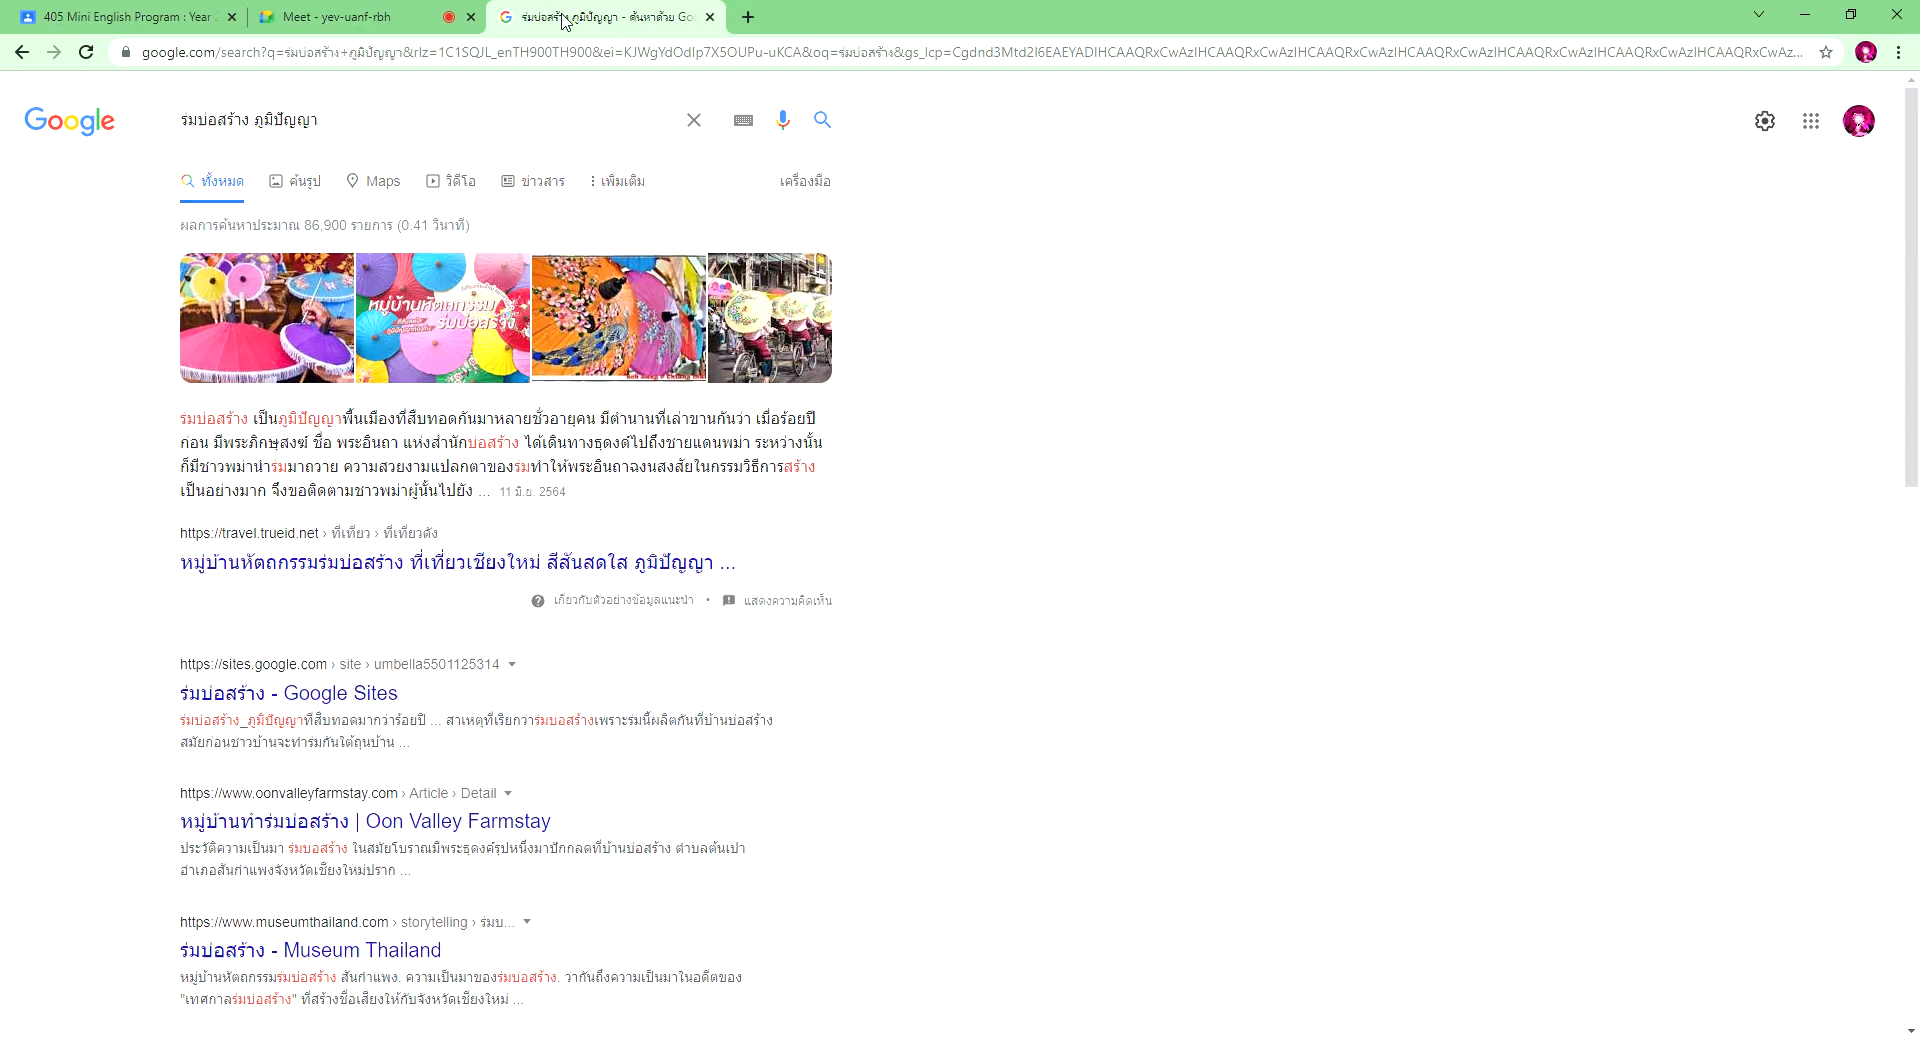 405 Mini English Program : Year
Meet - yev-uanf-rbh
ร่มบ่อสร้าง ภูมิปัญญา - ค้นหาด้วย Go
google.com/search?q=ร่มบ่อสร้าง+ภูมิปัญญา&rlz=1C1SQJL_enTH900TH900&ei=KJWgYdOdIp7X5OUPu-uKCA&oq=ร่มบ่อสร้าง&gs_lcp=Cgdnd3Mtd2l6EAEYADIHCAAQRxCwAzIHCAAQRxCwAzIHCAAQRxCwAzIHCAAQRxCwAzIHCAAQRxCwAzIHCAAQRxCwAzIHCAAQRxCwAzIHCAAQRxCwAz...
Google
ร่มบ่อสร้าง ภูมิปัญญา
ทั้งหมด ค้นรูป Maps วิดีโอ ข่าวสาร เพิ่มเติม เครื่องมือ
ผลการค้นหาประมาณ 86,900 รายการ (0.41 วินาที)
หมู่บ้านหัตถกรรม
ร่มบ่อสร้าง
ร่มบ่อสร้าง เป็นภูมิปัญญาพื้นเมืองที่สืบทอดกันมาหลายชั่วอายุคน มีตำนานที่เล่าขานกันว่า เมื่อร้อยปี
ก่อน มีพระภิกษุสงฆ์ ชื่อ พระอินถา แห่งสำนักบ่อสร้าง ได้เดินทางธุดงค์ไปถึงชายแดนพม่า ระหว่างนั้น
ก็มีชาวพม่านำร่มมาถวาย ความสวยงามแปลกตาของร่มทำให้พระอินถาฉงนสงสัยในกรรมวิธีการสร้าง
เป็นอย่างมาก จึงขอติดตามชาวพม่าผู้นั้นไปยัง ... 11 มิ.ย. 2564
https://travel.trueid.net › ที่เที่ยว › ที่เที่ยวดัง
หมู่บ้านหัตถกรรมร่มบ่อสร้าง ที่เที่ยวเชียงใหม่ สีสันสดใส ภูมิปัญญา ...
เกี่ยวกับตัวอย่างข้อมูลแนะนำ • แสดงความคิดเห็น
https://sites.google.com › site › umbella5501125314
ร่มบ่อสร้าง - Google Sites
ร่มบ่อสร้าง_ภูมิปัญญาที่สืบทอดมากว่าร้อยปี ... สาเหตุที่เรียกว่าร่มบ่อสร้างเพราะร่มนี้ผลิตกันที่บ้านบ่อสร้าง
สมัยก่อนชาวบ้านจะทำร่มกันใต้ถุนบ้าน ...
https://www.oonvalleyfarmstay.com › Article › Detail
หมู่บ้านทำร่มบ่อสร้าง | Oon Valley Farmstay
ประวัติความเป็นมา ร่มบ่อสร้าง ในสมัยโบราณมีพระธุดงค์รูปหนึ่งมาปักกลดที่บ้านบ่อสร้าง ตำบลต้นเปา
อำเภอสันกำแพงจังหวัดเชียงใหม่ปราก ...
https://www.museumthailand.com › storytelling › ร่มบ...
ร่มบ่อสร้าง - Museum Thailand
หมู่บ้านหัตถกรรมร่มบ่อสร้าง สันกำแพง. ความเป็นมาของร่มบ่อสร้าง. ว่ากันถึงความเป็นมาในอดีตของ
"เทศกาลร่มบ่อสร้าง" ที่สร้างชื่อเสียงให้กับจังหวัดเชียงใหม่ ...